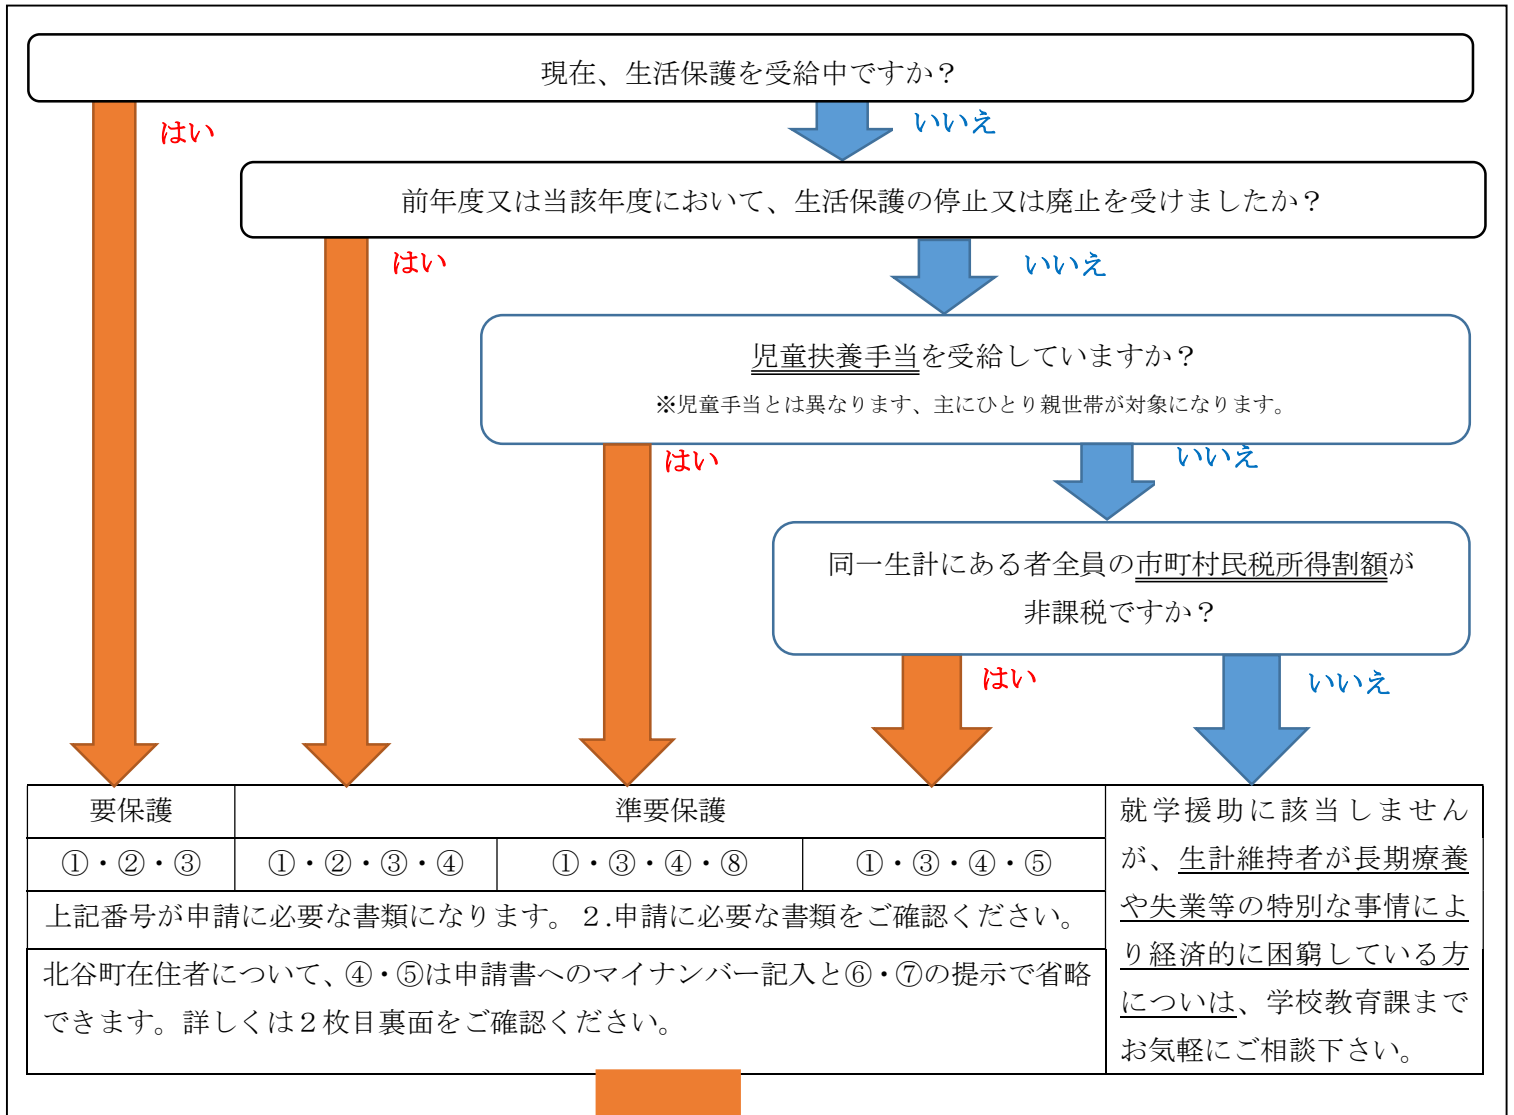 現在、生活保護を受給中ですか？
はい
いいえ
前年度又は当該年度において、生活保護の停止又は廃止を受けましたか？
はい
いいえ
児童扶養手当を受給していますか？
※児童手当とは異なります、主にひとり親世帯が対象になります。
はい
いいえ
同一生計にある者全員の市町村民税所得割額が
非課税ですか？
はい
いいえ
要保護
準要保護
①・②・③
①・②・③・④
①・③・④・⑧
①・③・④・⑤
上記番号が申請に必要な書類になります。２.申請に必要な書類をご確認ください。
北谷町在住者について、④・⑤は申請書へのマイナンバー記入と⑥・⑦の提示で省略
できます。詳しくは２枚目裏面をご確認ください。
就学援助に該当しません
が、生計維持者が長期療養
や失業等の特別な事情によ
り経済的に困窮している方
についは、学校教育課まで
お気軽にご相談下さい。